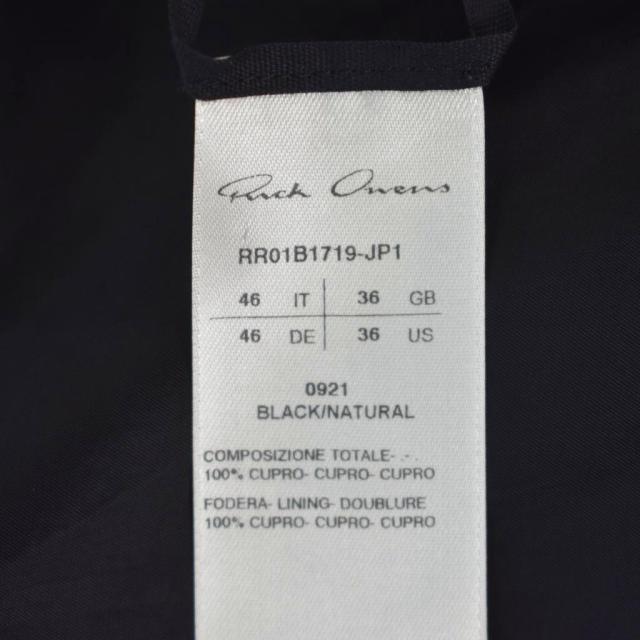 Rick Owens
RR01B1719-JP1
46 IT 36 GB
46 DE 36 US
0921
BLACK/NATURAL
COMPOSIZIONE TOTALE- - -
100% CUPRO- CUPRO- CUPRO
FODERA- LINING- DOUBLURE
100% CUPRO- CUPRO- CUPRO